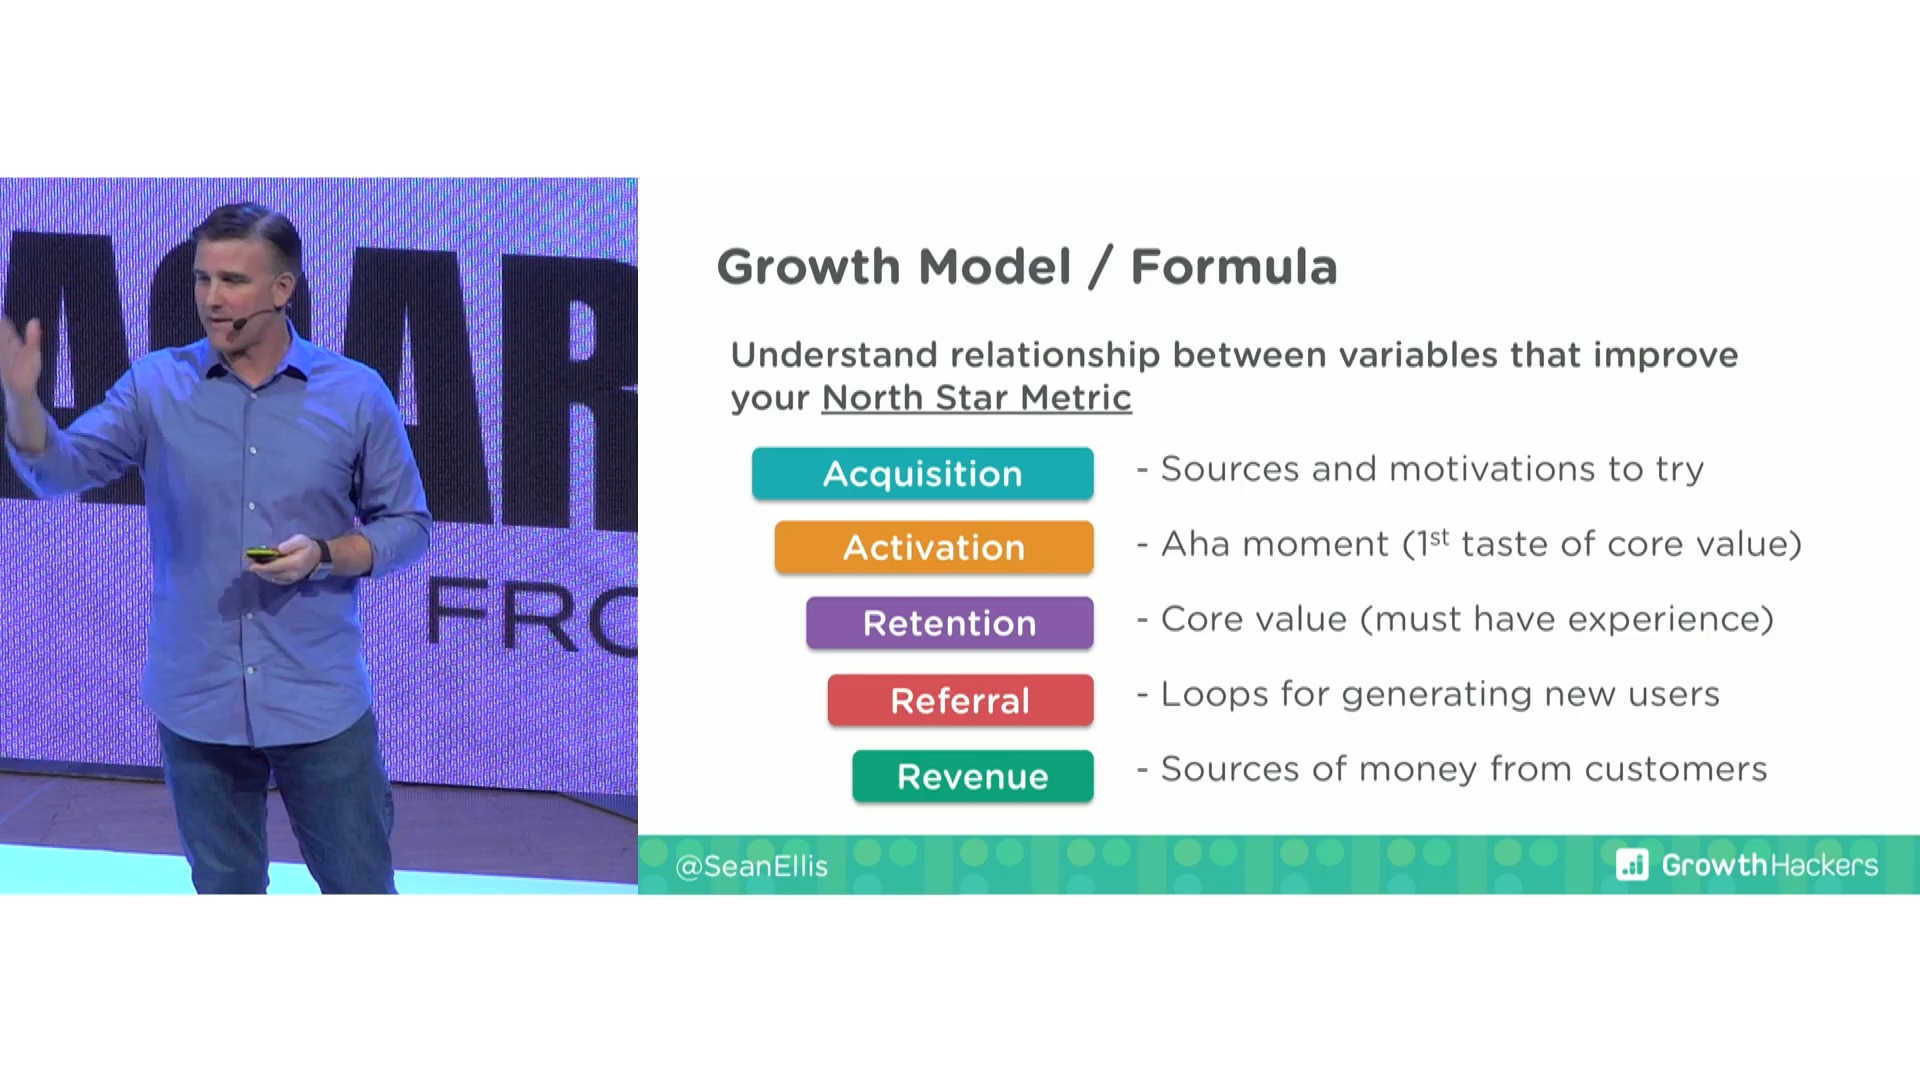 Growth Model / Formula
Understand relationship between variables that improve
your North Star Metric
Acquisition - Sources and motivations to try
Activation - Aha moment (1st taste of core value)
Retention - Core value (must have experience)
Referral - Loops for generating new users
Revenue - Sources of money from customers
@SeanEllis
GrowthHackers